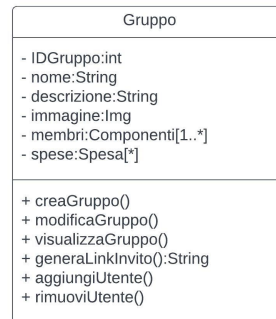 Gruppo
- IDGruppo:int
- nome:String
- descrizione:String
- immagine:Img
- membri:Componenti[1..*]
- spese:Spesa[*]
+ creaGruppo()
+ modificaGruppo()
+ visualizzaGruppo()
+ generaLinkInvito():String
+ aggiungiUtente()
+ rimuoviUtente()